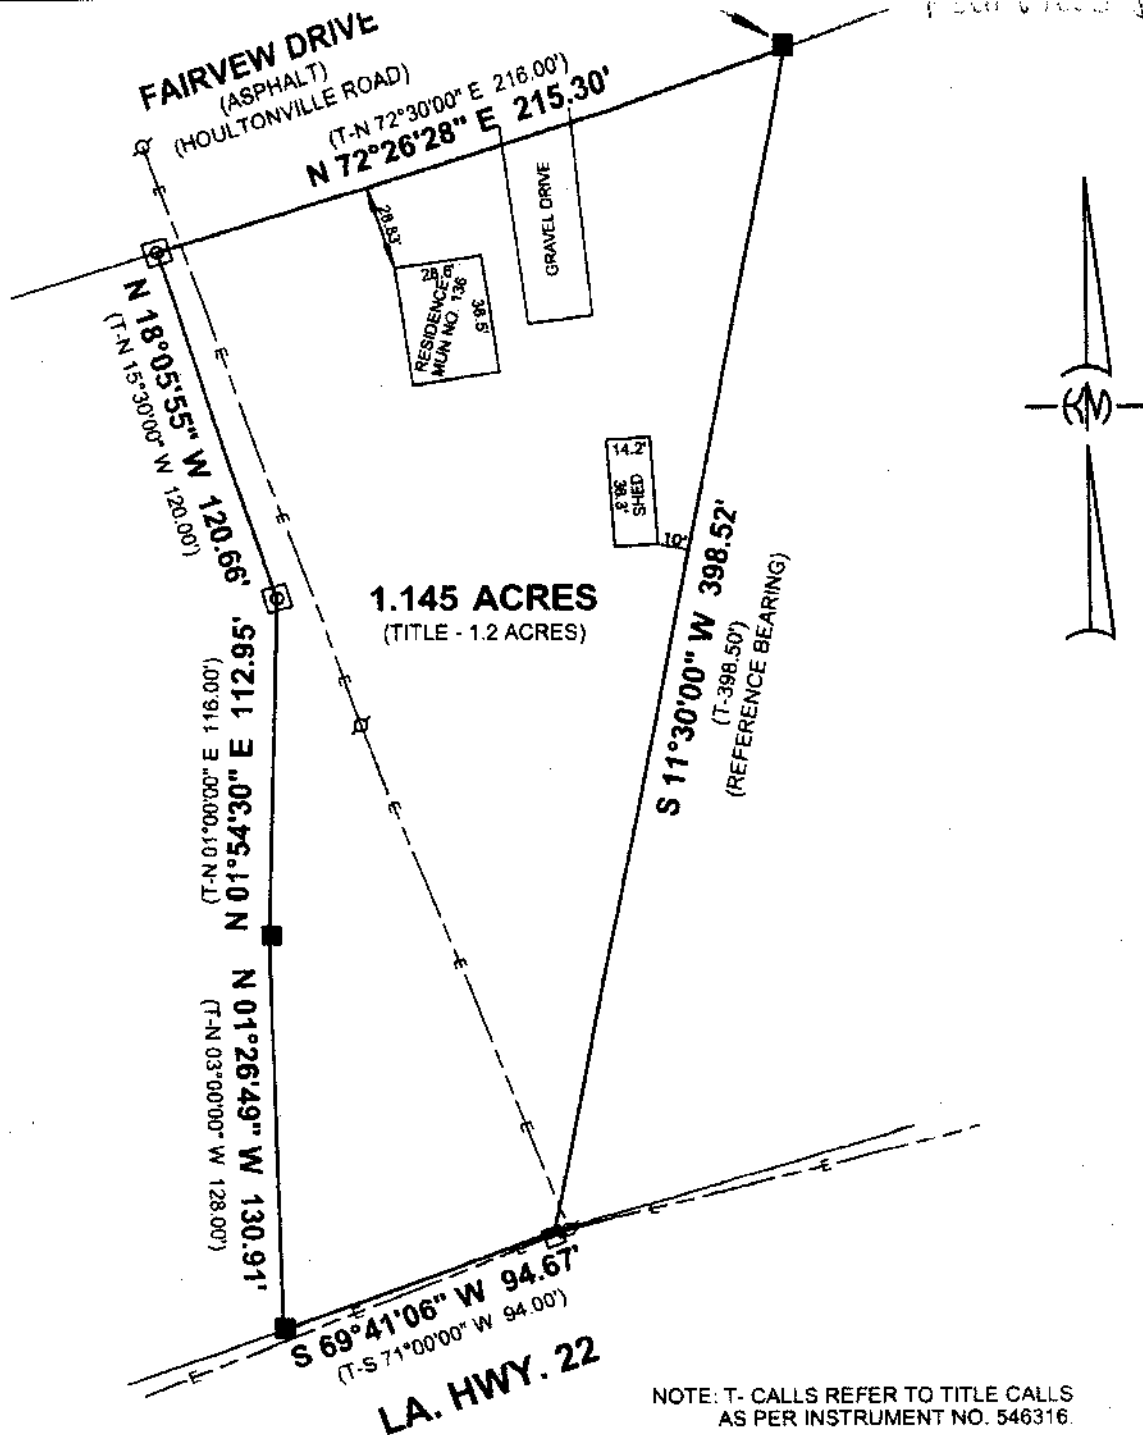 FAIRVEW DRIVE
(ASPHALT)
(HOULTONVILLE ROAD)
(T-N 72°30'00" E 216.00')
N 72°26'28" E 215.30'
28.83'
28.6'
RESIDENCE
MUN NO. 136
38.5'
GRAVEL DRIVE
N 18°05'55" W 120.66'
(T-N 15°30'00" W 120.00')
E
E
E
14.2'
38.3'
SHED
10'
KM
1.145 ACRES
(TITLE - 1.2 ACRES)
S 11°30'00" W 398.52'
(T-398.50')
(REFERENCE BEARING)
N 01°54'30" E 112.95'
(T-N 01°00'00" E 116.00')
E
E
E
E
N 01°26'49" W 130.91'
(T-N 03°00'00" W 128.00')
E
E
E
E
E
S 69°41'06" W 94.67'
(T-S 71°00'00" W 94.00')
LA. HWY. 22
NOTE: T- CALLS REFER TO TITLE CALLS
AS PER INSTRUMENT NO. 546316.